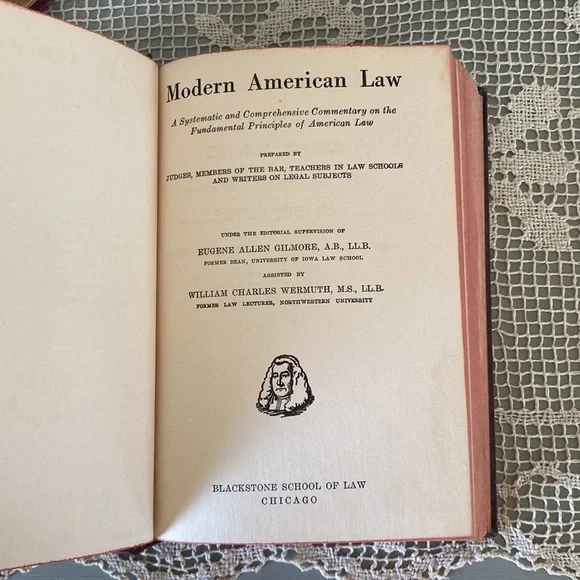 Modern American Law
A Systematic and Comprehensive Commentary on the
Fundamental Principles of American Law
PREPARED BY
JUDGES, MEMBERS OF THE BAR, TEACHERS IN LAW SCHOOLS
AND WRITERS ON LEGAL SUBJECTS
UNDER THE EDITORIAL SUPERVISION OF
EUGENE ALLEN GILMORE, A.B., LL.B.
FORMER DEAN, UNIVERSITY OF IOWA LAW SCHOOL
ASSISTED BY
WILLIAM CHARLES WERMUTH, M.S., LL.B.
FORMER LAW LECTURER, NORTHWESTERN UNIVERSITY
BLACKSTONE SCHOOL OF LAW
CHICAGO